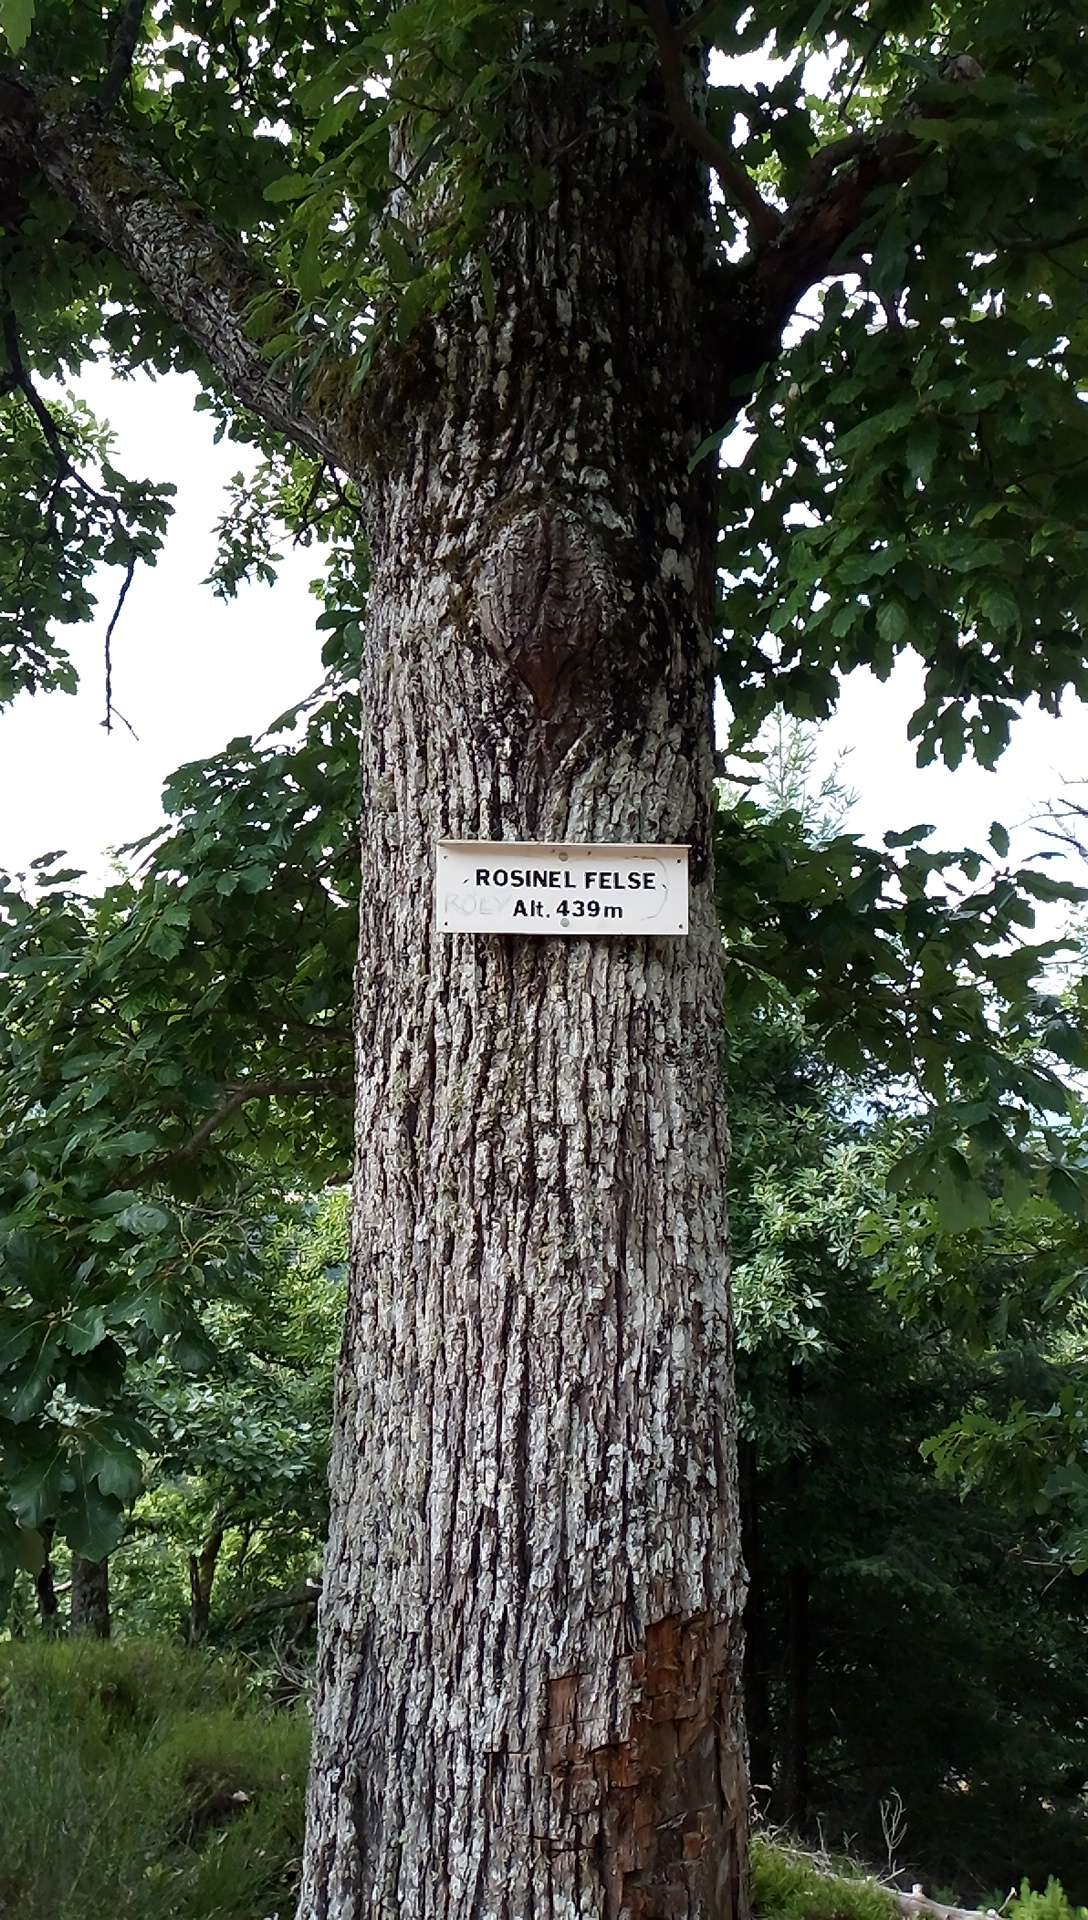 ROSINEL FELSE
Alt. 439m